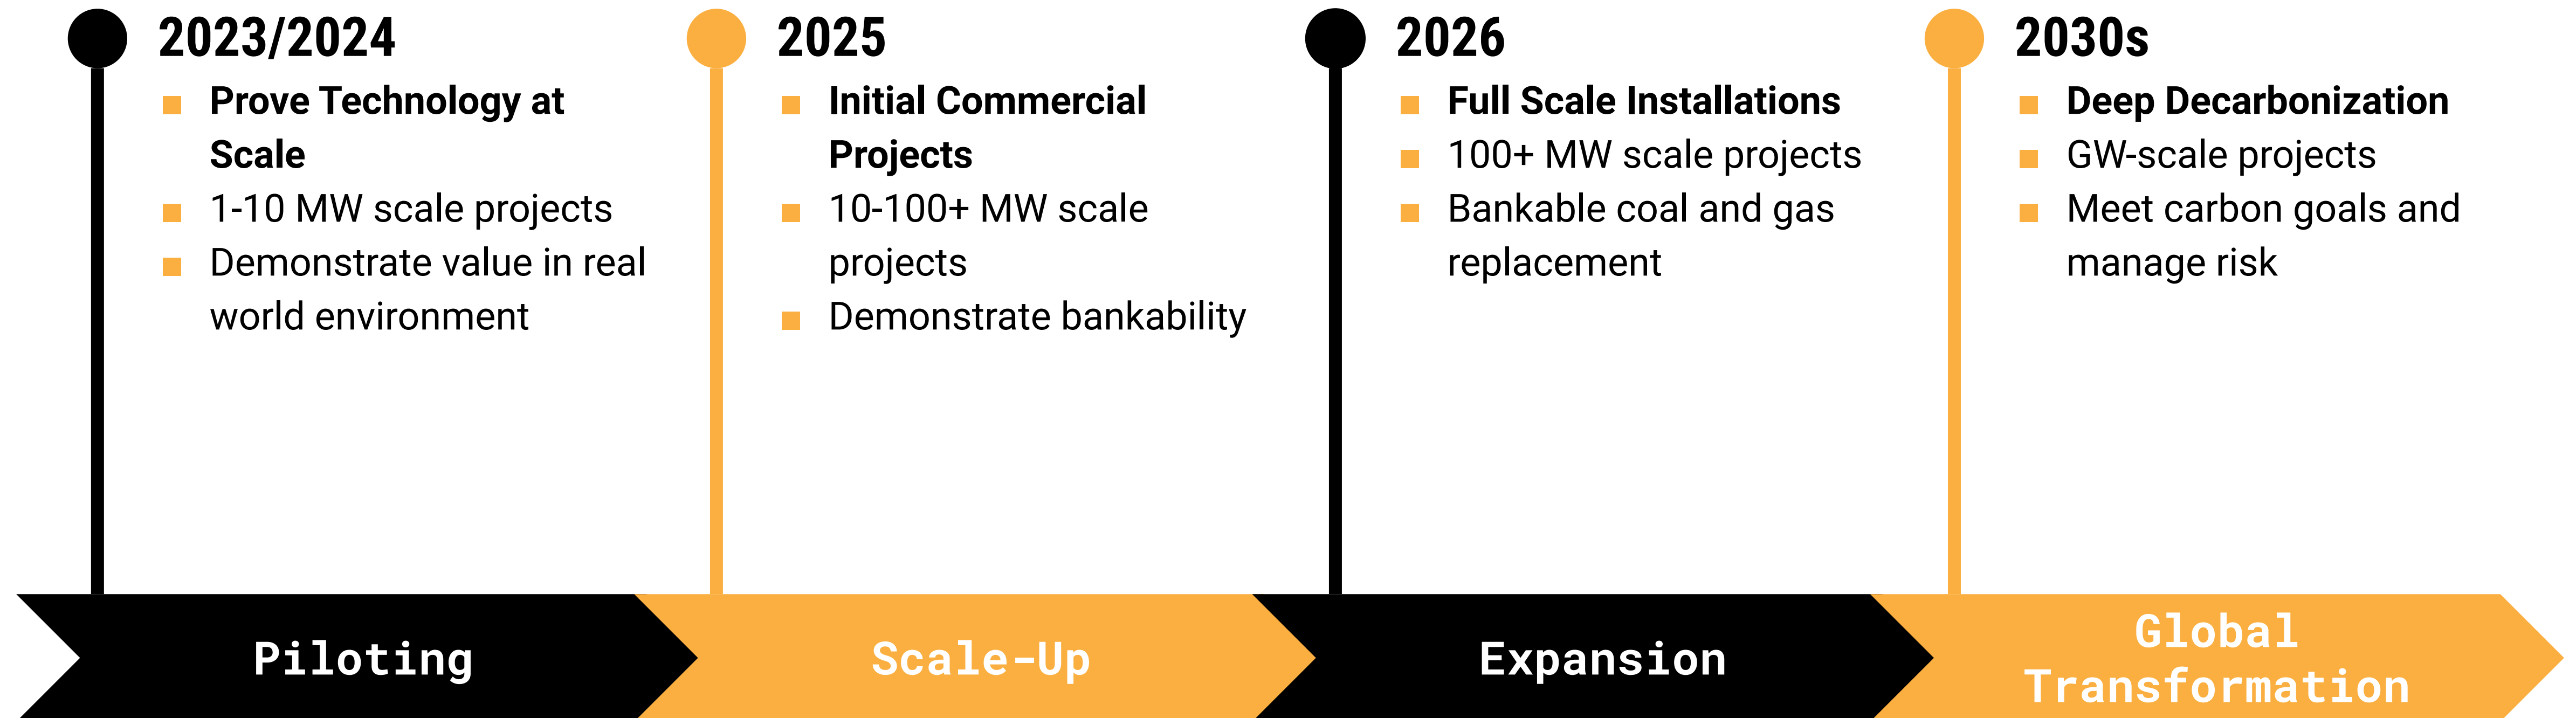 2023/2024
Prove Technology at
Scale
1-10 MW scale projects
Demonstrate value in real
world environment
2025
Initial Commercial
Projects
10-100+ MW scale
projects
Demonstrate bankability
2026
Full Scale Installations
100+ MW scale projects
Bankable coal and gas
replacement
2030s
Deep Decarbonization
GW-scale projects
Meet carbon goals and
manage risk
Piloting
Scale-Up
Expansion
Global
Transformation